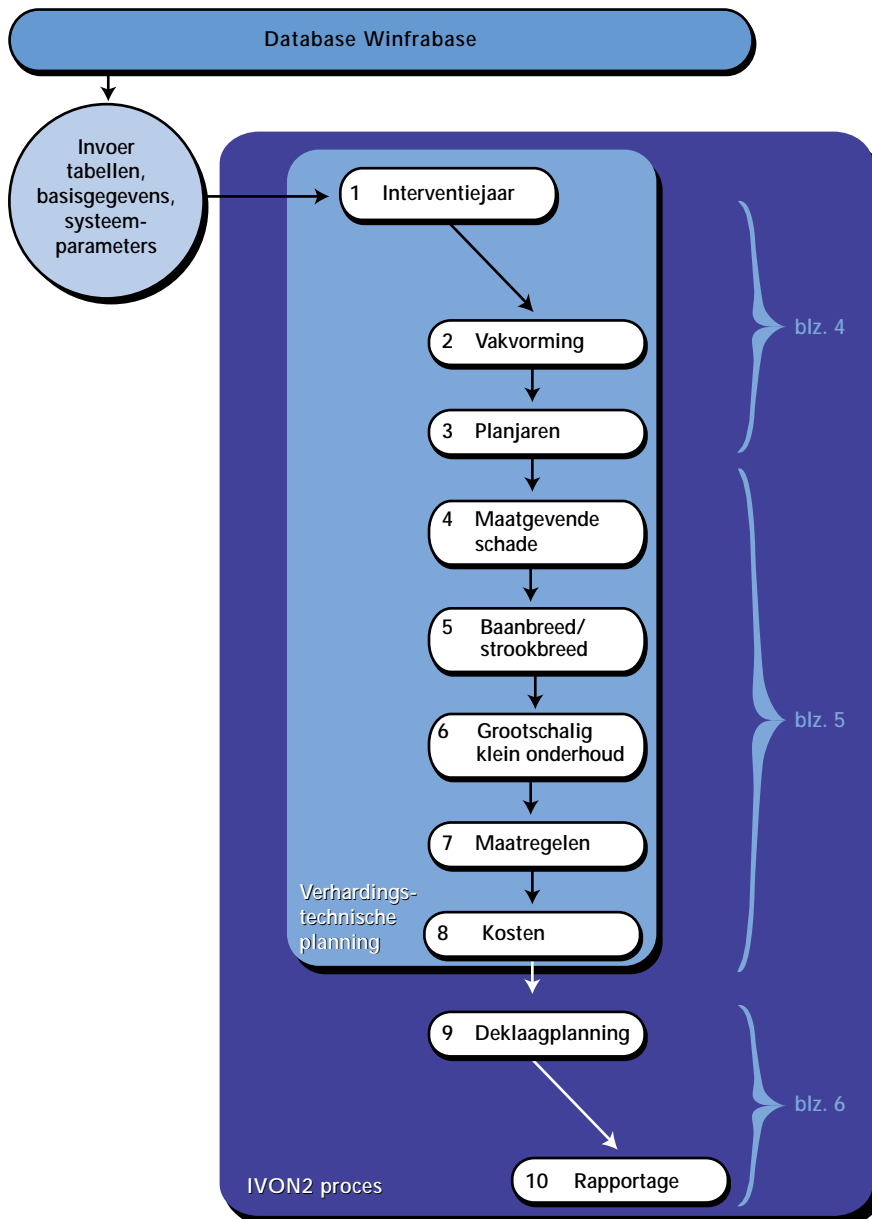 Database Winfrabase
Invoer
tabellen,
basisgegevens,
systeem-
parameters
1 Interventiejaar
2 Vakvorming
3 Planjaren
blz. 4
4 Maatgevende
schade
5 Baanbreed/
strookbreed
6 Grootschalig
klein onderhoud
7 Maatregelen
8 Kosten
Verhardings-
technische
planning
blz. 5
9 Deklaagplanning
10 Rapportage
blz. 6
IVON2 proces